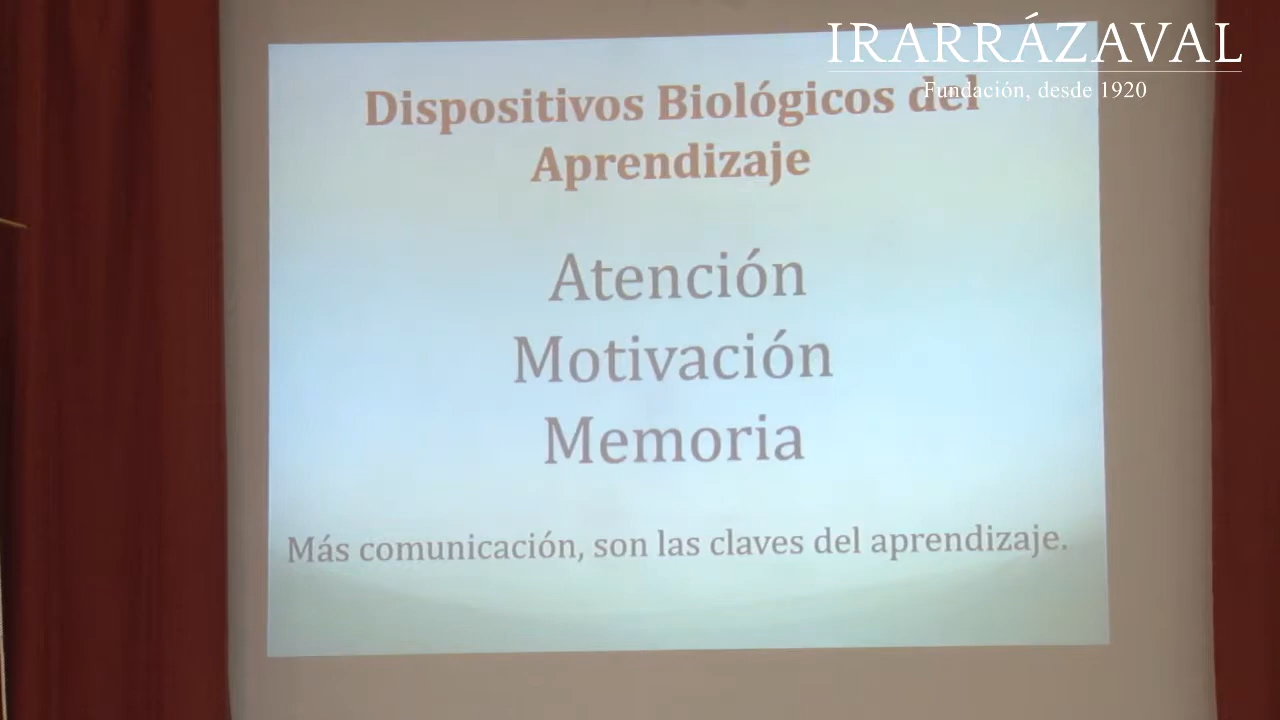 IRARRÁZAVAL
Fundación, desde 1920
Dispositivos Biológicos del
Aprendizaje
Atención
Motivación
Memoria
Más comunicación, son las claves del aprendizaje.